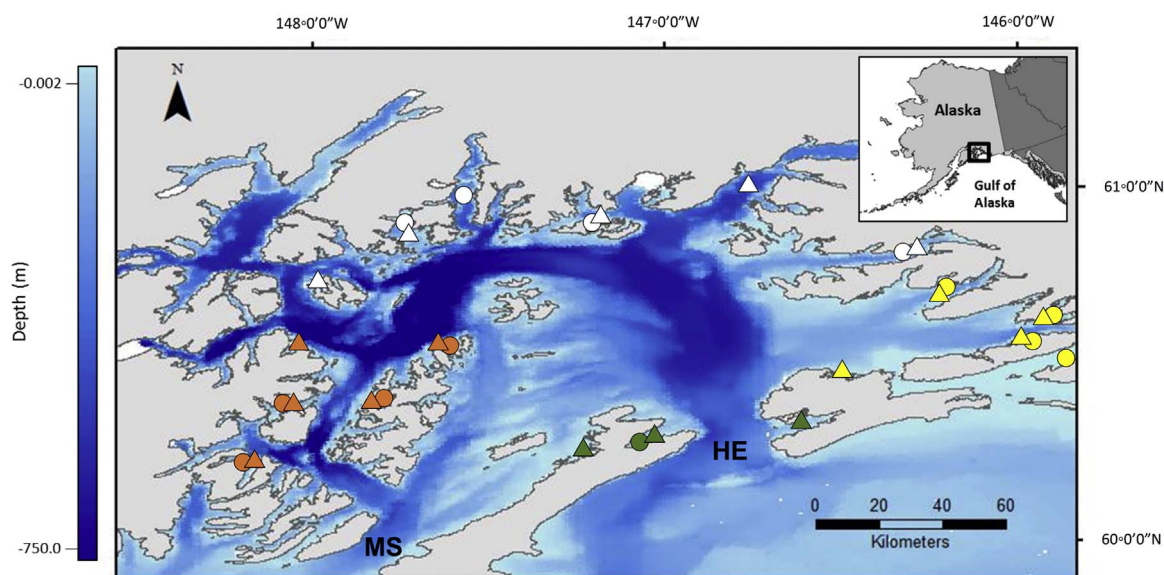 148○0'0"W
147○0'0"W
146○0'0"W
-0.002
N
Alaska
Gulf of
Alaska
61○0'0"N
Depth (m)
HE
0 20 40 60
Kilometers
-750.0
MS
60○0'0"N